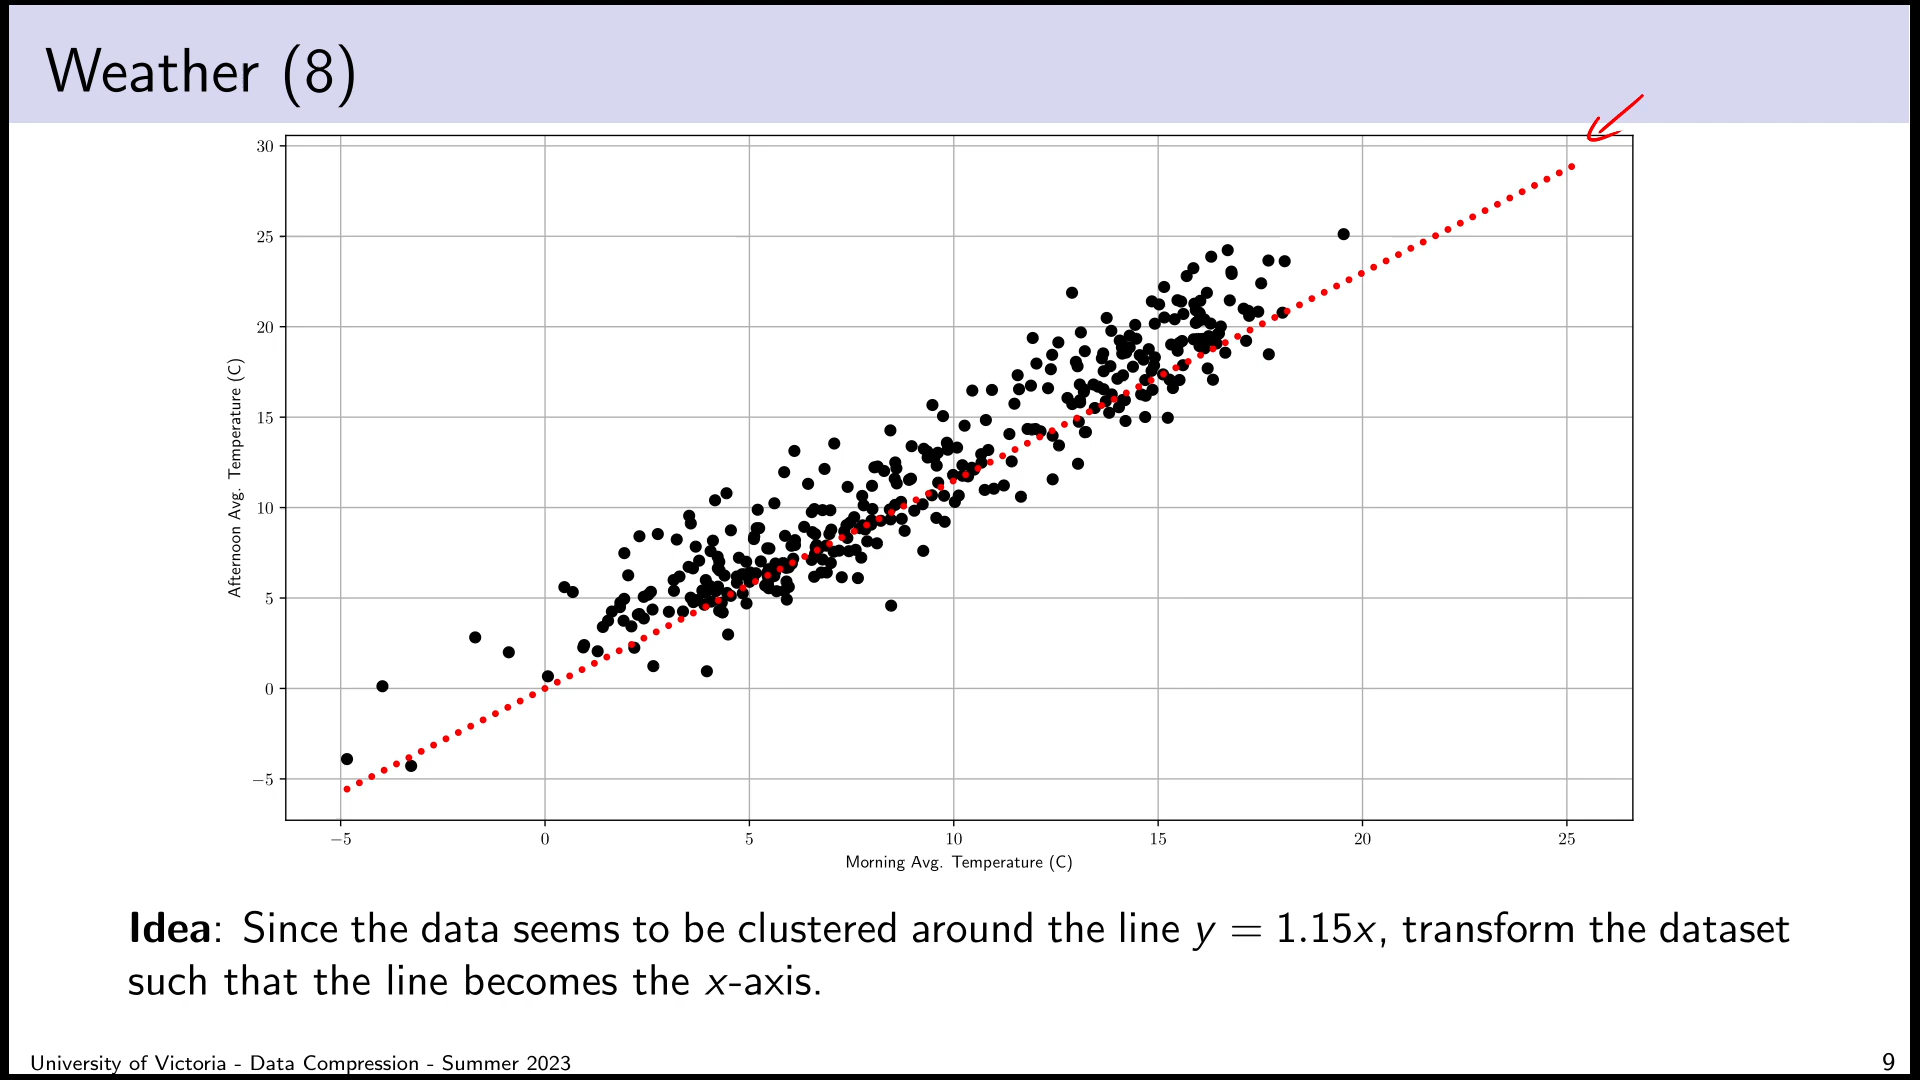 Weather (8)
30
25
20
15
10
5
0
−5
Afternoon Avg. Temperature (C)
−5 0 5 10 15 20 25
Morning Avg. Temperature (C)
Idea: Since the data seems to be clustered around the line y = 1.15x, transform the dataset
such that the line becomes the x-axis.
University of Victoria - Data Compression - Summer 2023 9